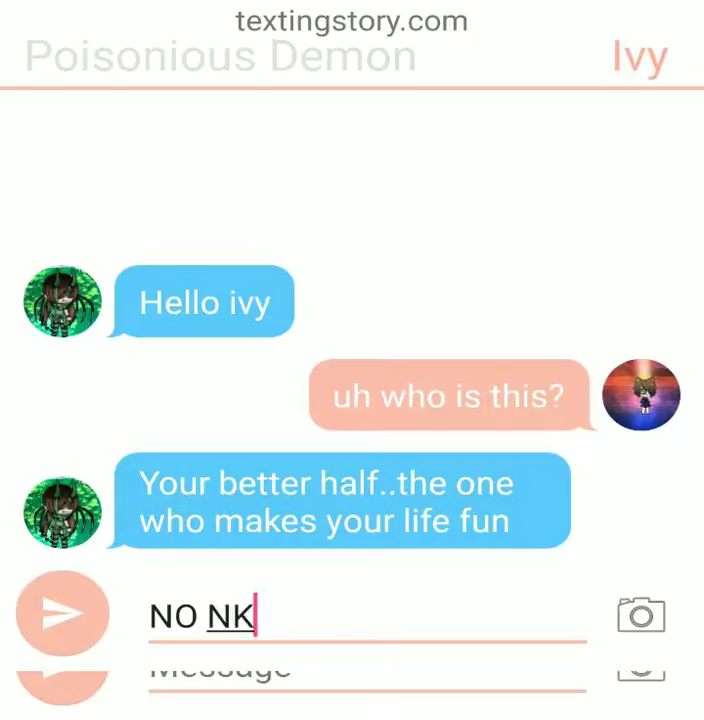 textingstory.com
Poisonious Demon
Ivy
Hello ivy
uh who is this?
Your better half..the one
who makes your life fun
NO NK
Message